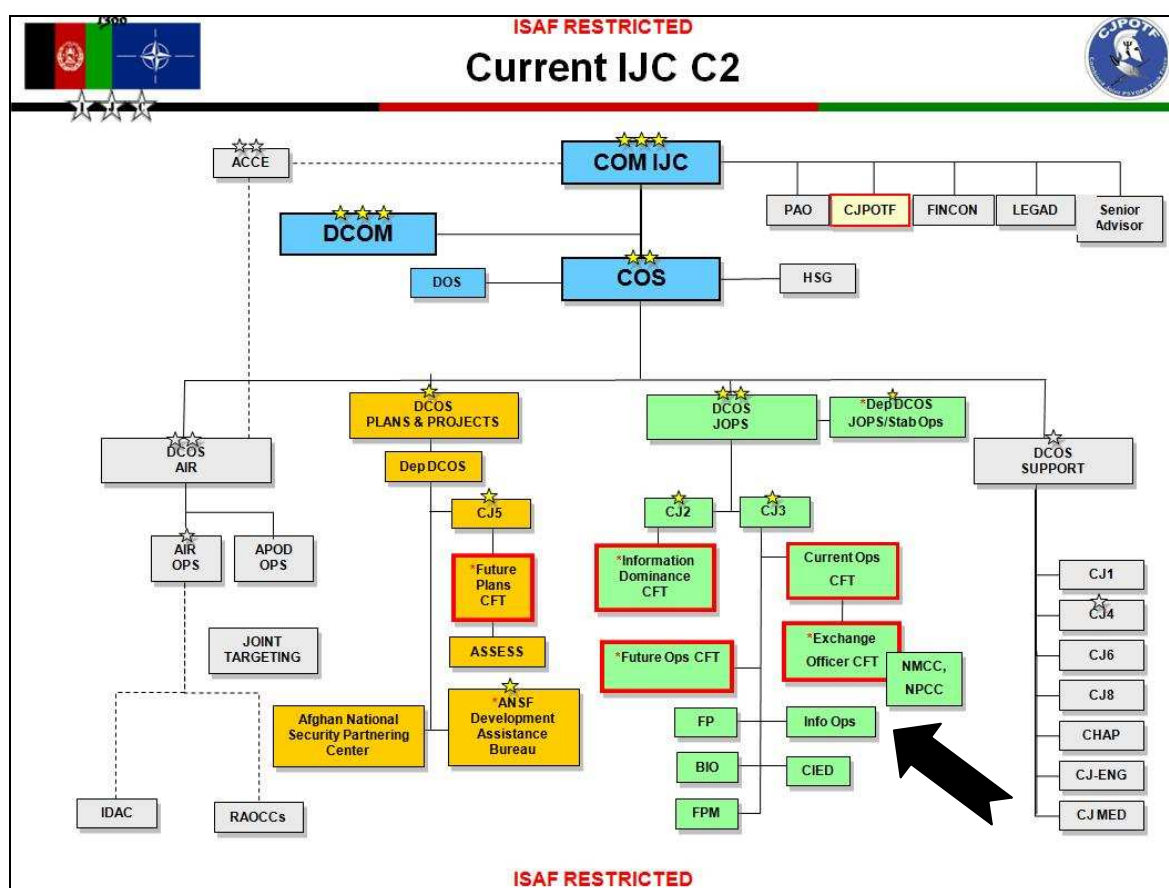 ISAF RESTRICTED
Current IJC C2
I J C
CJPOTF
ACCE
COM IJC
PAO
CJPOTF
FINCON
LEGAD
Senior
Advisor
DCOM
DOS
COS
HSG
DCOS
PLANS & PROJECTS
DCOS
JOPS
*Dep DCOS
JOPS/Stab Ops
DCOS
AIR
DCOS
SUPPORT
Dep DCOS
CJ5
CJ2
CJ3
AIR
OPS
APOD
OPS
*Future
Plans
CFT
*Information
Dominance
CFT
Current Ops
CFT
CJ1
CJ4
JOINT
TARGETING
ASSESS
*Future Ops CFT
*Exchange
Officer CFT
NMCC,
NPCC
CJ6
CJ8
Afghan National
Security Partnering
Center
*ANSF
Development
Assistance
Bureau
FP
Info Ops
CHAP
BIO
CIED
CJ-ENG
IDAC
RAOCCs
FPM
CJ MED
ISAF RESTRICTED